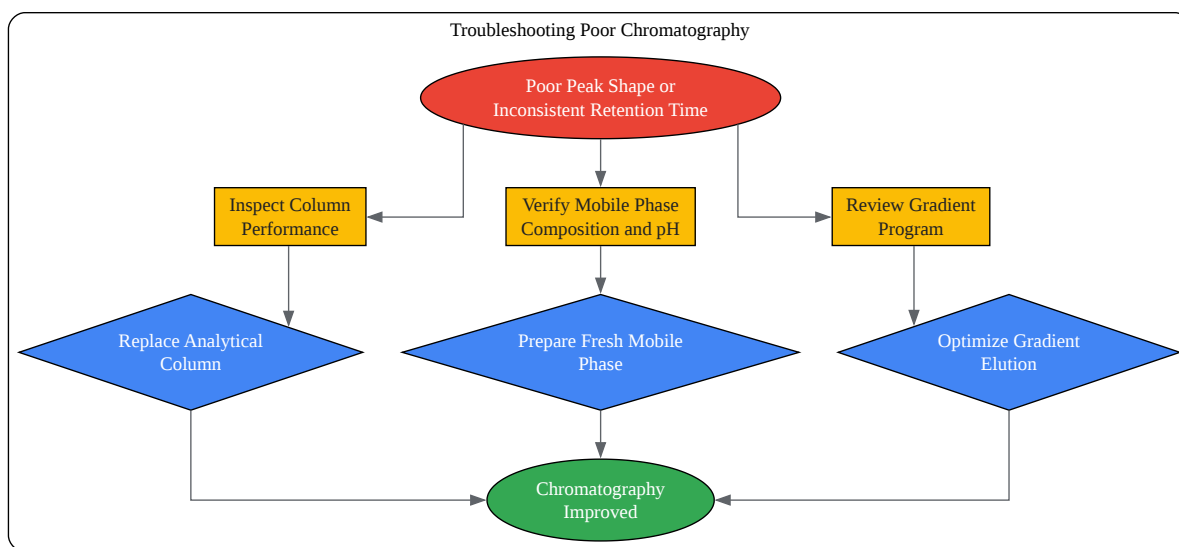 Troubleshooting Poor Chromatography
Poor Peak Shape or
Inconsistent Retention Time
Inspect Column
Performance
Verify Mobile Phase
Composition and pH
Review Gradient
Program
Replace Analytical
Column
Prepare Fresh Mobile
Phase
Optimize Gradient
Elution
Chromatography
Improved